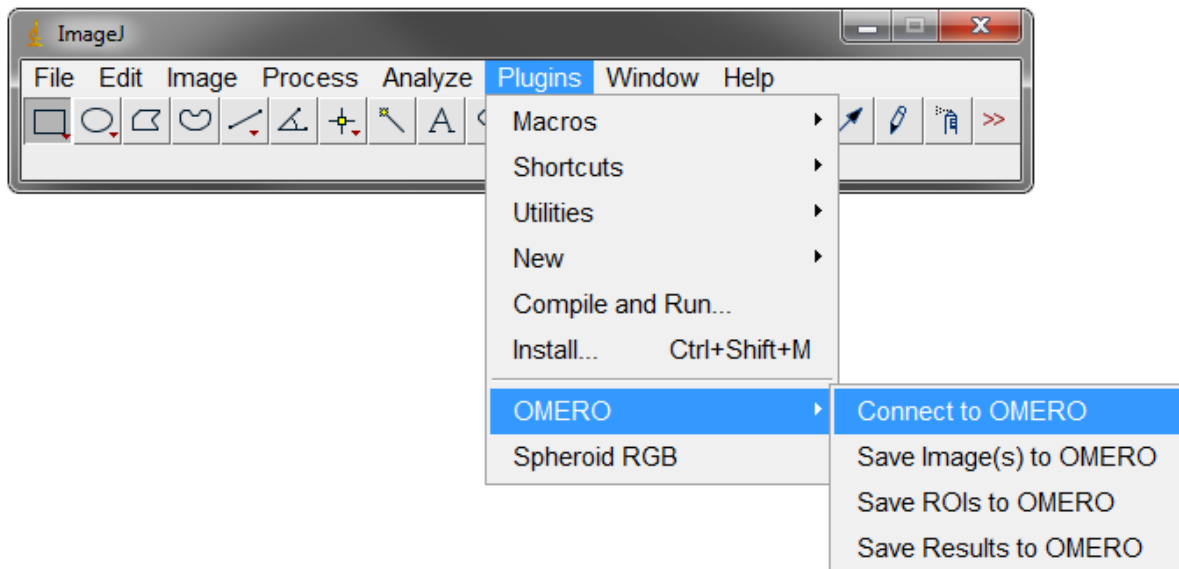 ImageJ
File Edit Image Process Analyze Plugins Window Help
A >>
Macros
Shortcuts
Utilities
New
Compile and Run...
Install... Ctrl+Shift+M
OMERO
Spheroid RGB
Connect to OMERO
Save Image(s) to OMERO
Save ROIs to OMERO
Save Results to OMERO